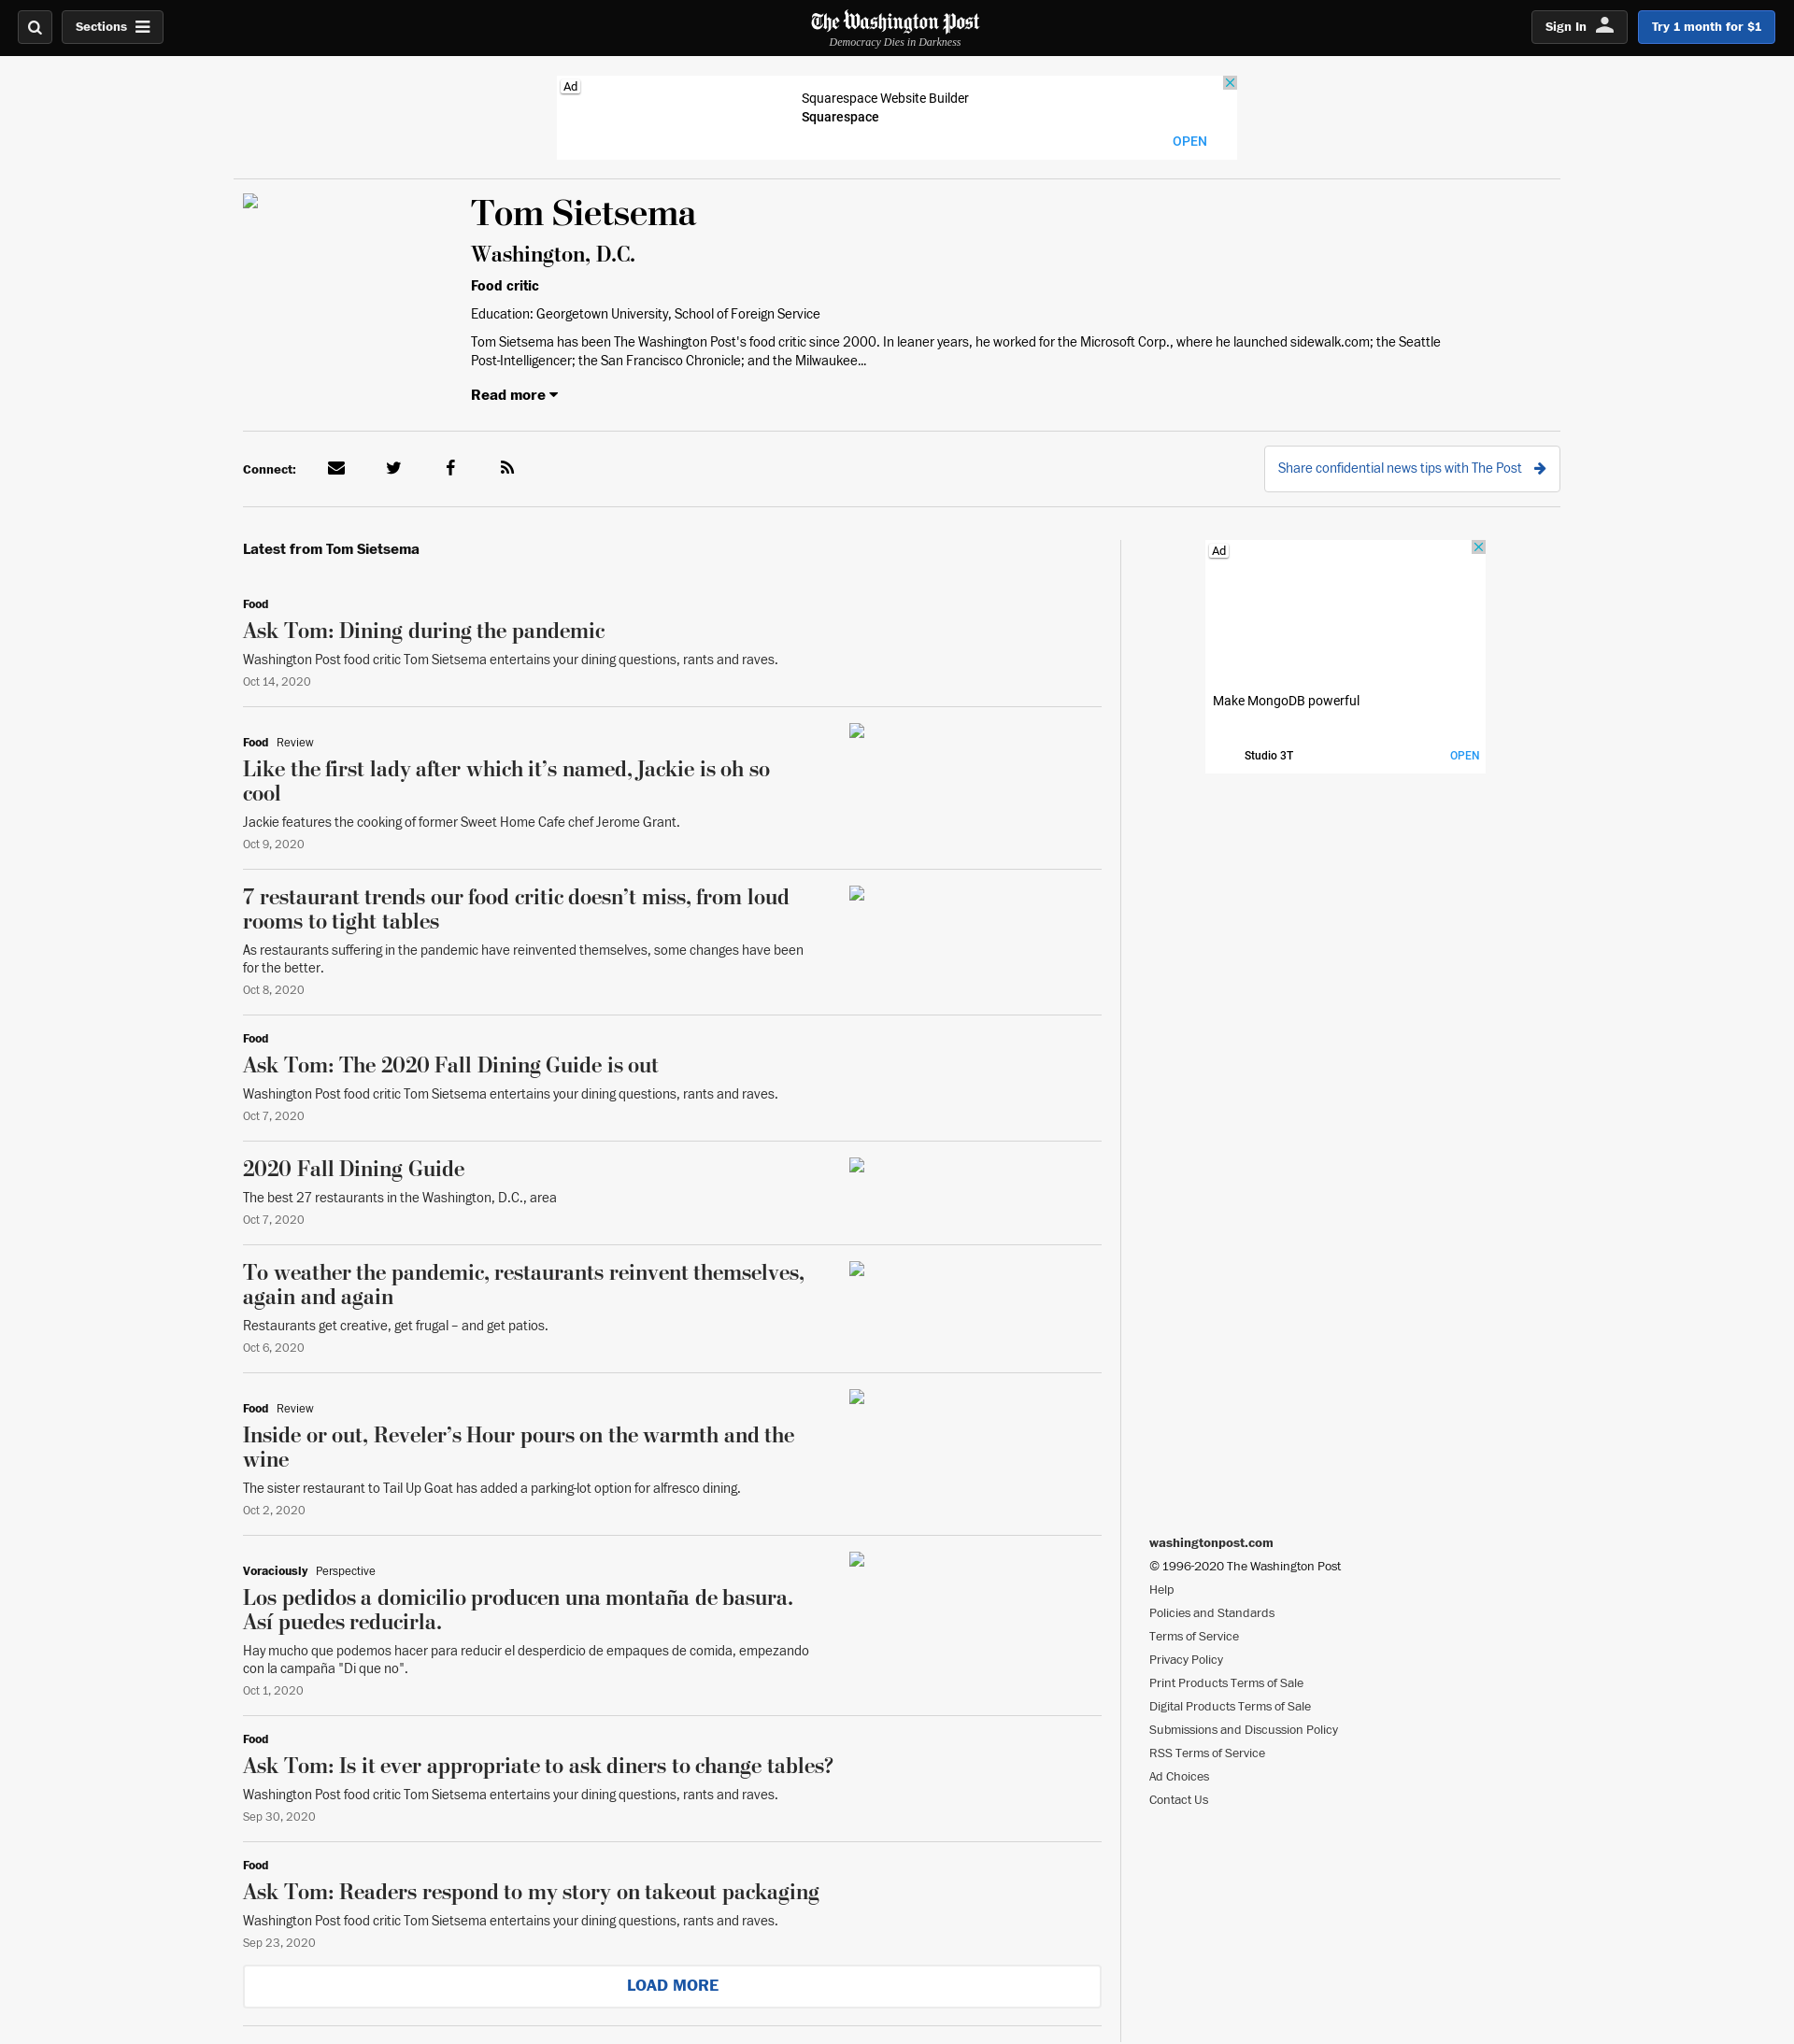 Sections
The Washington Post
Democracy Dies in Darkness
Sign In
Try 1 month for $1
Ad
Squarespace Website Builder
Squarespace
OPEN
Tom Sietsema
Washington, D.C.
Food critic
Education: Georgetown University, School of Foreign Service
Tom Sietsema has been The Washington Post's food critic since 2000. In leaner years, he worked for the Microsoft Corp., where he launched sidewalk.com; the Seattle
Post-Intelligencer; the San Francisco Chronicle; and the Milwaukee...
Read more
Connect:
Share confidential news tips with The Post
Latest from Tom Sietsema
Food
Ask Tom: Dining during the pandemic
Washington Post food critic Tom Sietsema entertains your dining questions, rants and raves.
Oct 14, 2020
Food Review
Like the first lady after which it’s named, Jackie is oh so
cool
Jackie features the cooking of former Sweet Home Cafe chef Jerome Grant.
Oct 9, 2020
7 restaurant trends our food critic doesn’t miss, from loud
rooms to tight tables
As restaurants suffering in the pandemic have reinvented themselves, some changes have been
for the better.
Oct 8, 2020
Food
Ask Tom: The 2020 Fall Dining Guide is out
Washington Post food critic Tom Sietsema entertains your dining questions, rants and raves.
Oct 7, 2020
2020 Fall Dining Guide
The best 27 restaurants in the Washington, D.C., area
Oct 7, 2020
To weather the pandemic, restaurants reinvent themselves,
again and again
Restaurants get creative, get frugal – and get patios.
Oct 6, 2020
Food Review
Inside or out, Reveler’s Hour pours on the warmth and the
wine
The sister restaurant to Tail Up Goat has added a parking-lot option for alfresco dining.
Oct 2, 2020
Voraciously Perspective
Los pedidos a domicilio producen una montaña de basura.
Así puedes reducirla.
Hay mucho que podemos hacer para reducir el desperdicio de empaques de comida, empezando
con la campaña "Di que no".
Oct 1, 2020
Food
Ask Tom: Is it ever appropriate to ask diners to change tables?
Washington Post food critic Tom Sietsema entertains your dining questions, rants and raves.
Sep 30, 2020
Food
Ask Tom: Readers respond to my story on takeout packaging
Washington Post food critic Tom Sietsema entertains your dining questions, rants and raves.
Sep 23, 2020
LOAD MORE
Ad
Make MongoDB powerful
Studio 3T
OPEN
washingtonpost.com
© 1996-2020 The Washington Post
Help
Policies and Standards
Terms of Service
Privacy Policy
Print Products Terms of Sale
Digital Products Terms of Sale
Submissions and Discussion Policy
RSS Terms of Service
Ad Choices
Contact Us